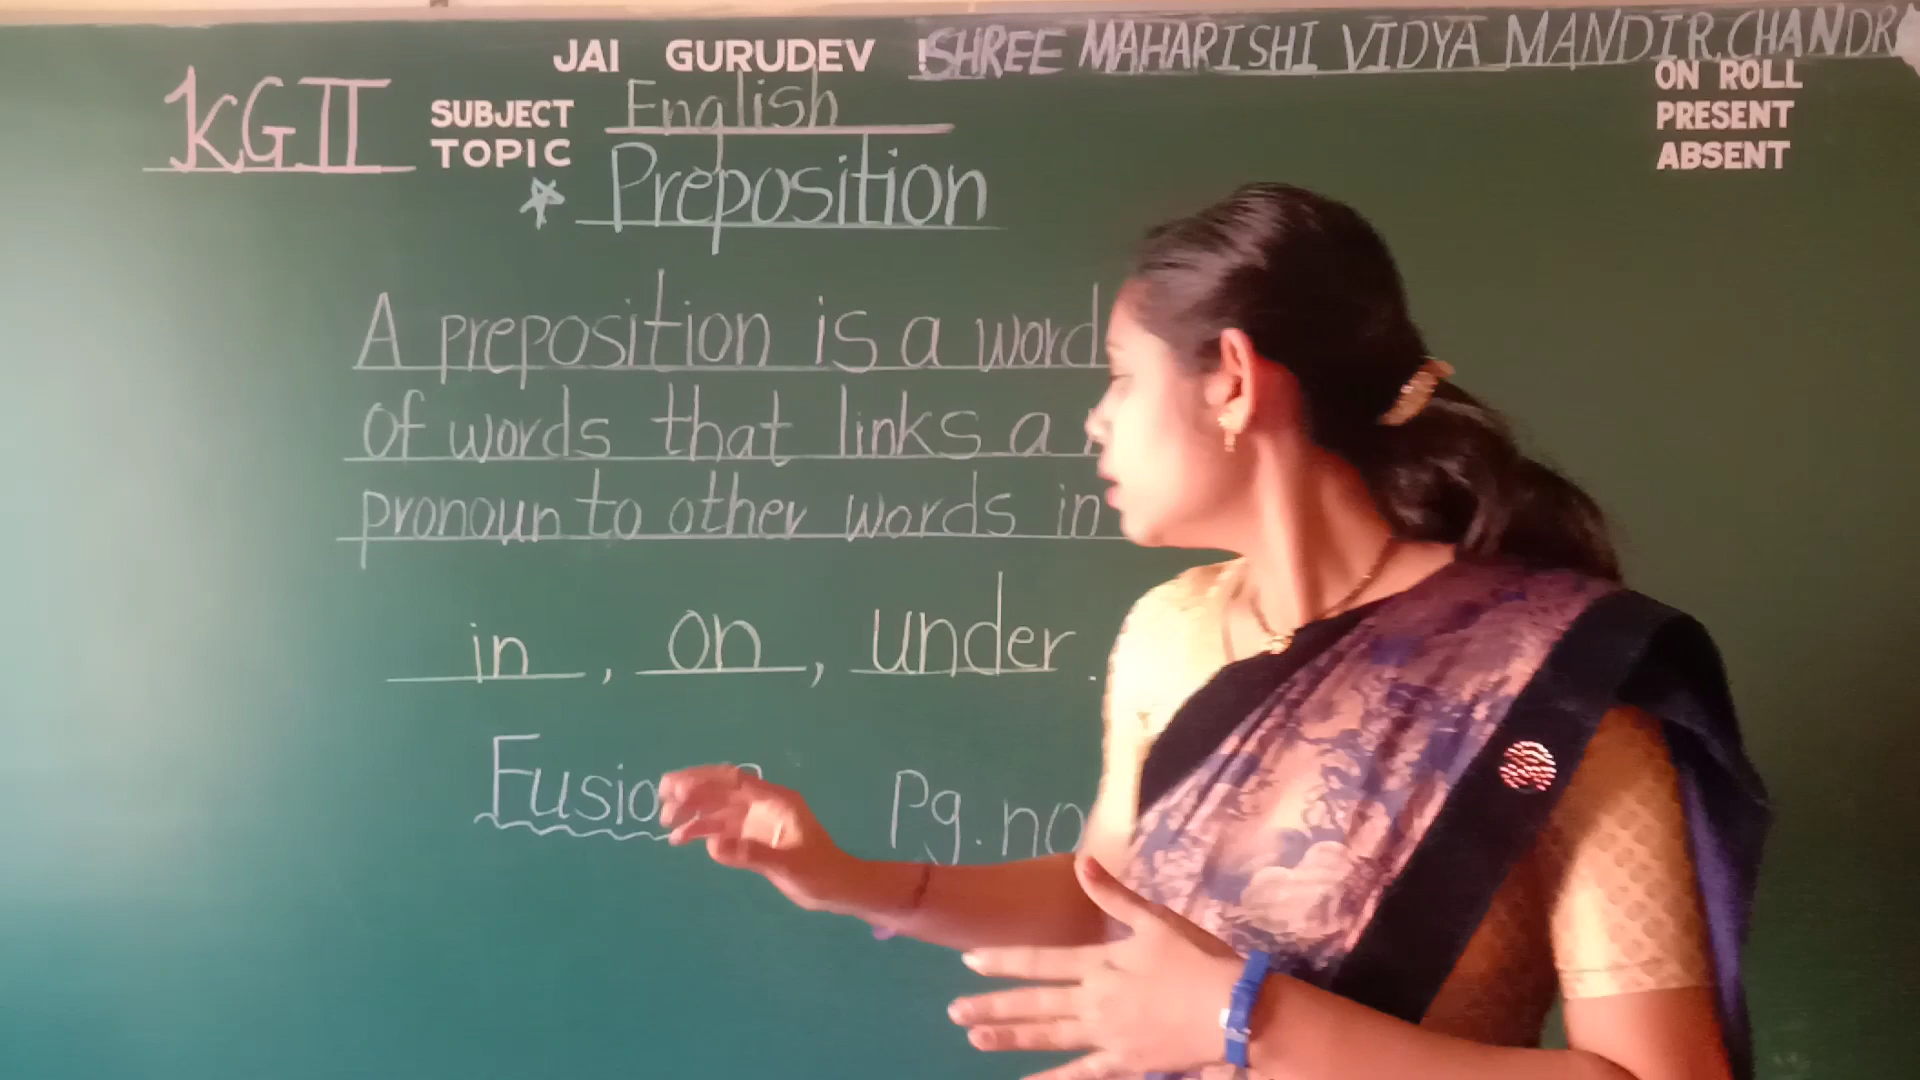 JAI GURUDEV ! SHREE MAHARISHI VIDYA MANDIR, CHANDR
KG II
SUBJECT English
TOPIC Preposition
ON ROLL
PRESENT
ABSENT
A preposition is a word
of words that links a
pronoun to other words in
in, on, under.
Pg. no